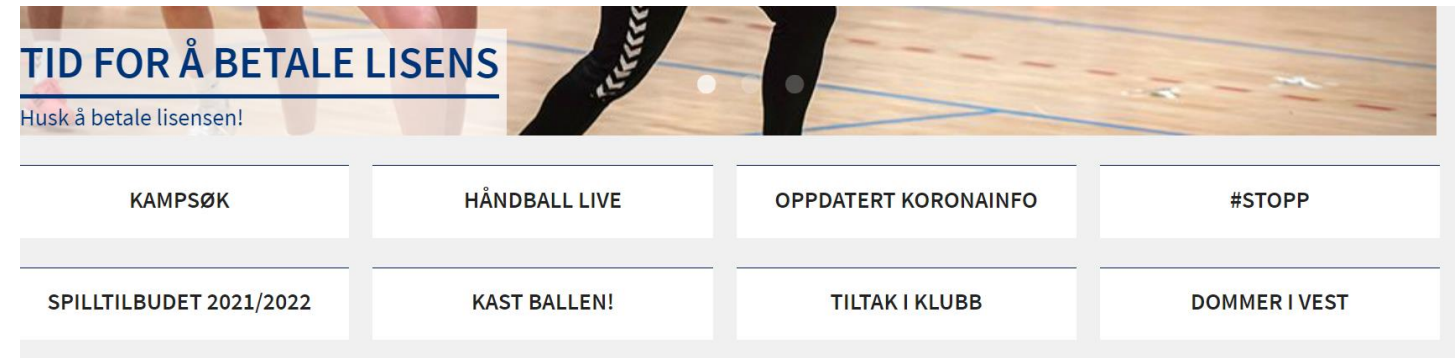 TID FOR Å BETALE LISENS
Husk å betale lisensen!
KAMPSØK
HÅNDBALL LIVE
OPPDATERT KORONAINFO
#STOPP
SPILLTILBUDET 2021/2022
KAST BALLEN!
TILTAK I KLUBB
DOMMER I VEST